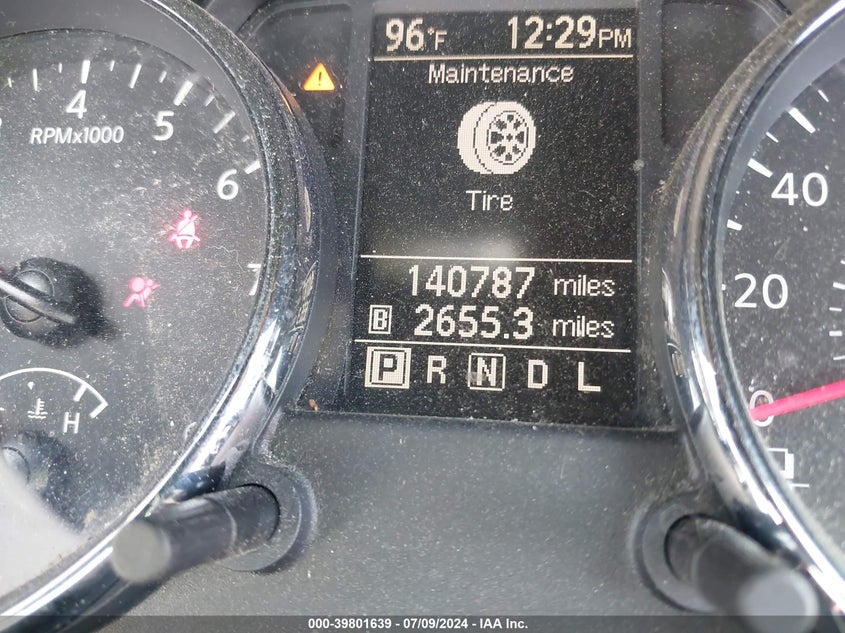 96°F 12:29PM
Maintenance
Tire
140787 miles
B 2655.3 miles
P R N D L
4
5
6
7
RPMx1000
H
40
20
0
000-39801639 - 07/09/2024 - IAA Inc.